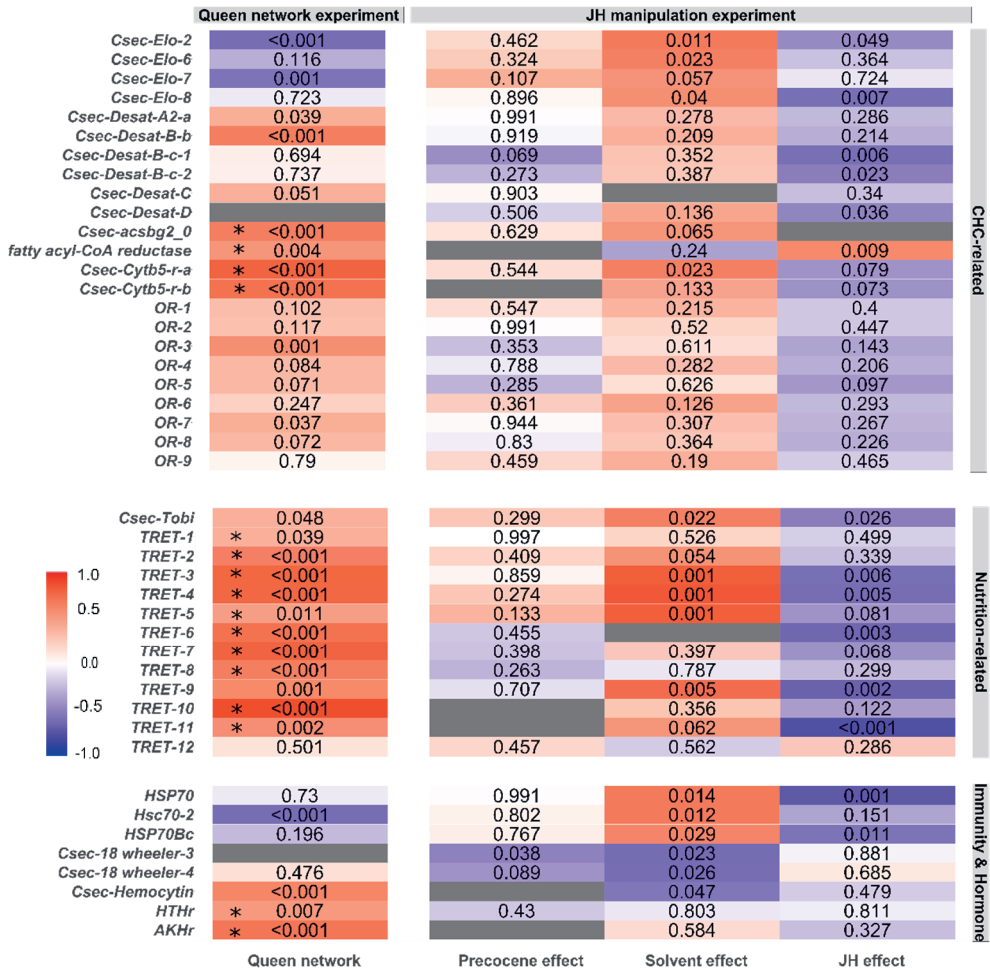 Queen network experiment JH manipulation experiment
Csec-Elo-2 <0.001 0.462 0.011 0.049
Csec-Elo-6 0.116 0.324 0.023 0.364
Csec-Elo-7 0.001 0.107 0.057 0.724
Csec-Elo-8 0.723 0.896 0.04 0.007
Csec-Desat-A2-a 0.039 0.991 0.278 0.286
Csec-Desat-B-b <0.001 0.919 0.209 0.214
Csec-Desat-B-c-1 0.694 0.069 0.352 0.006
Csec-Desat-B-c-2 0.737 0.273 0.387 0.023
Csec-Desat-C 0.051 0.903 0.34
Csec-Desat-D 0.506 0.136 0.036
Csec-acsbg2_0 * <0.001 0.629 0.065
fatty acyl-CoA reductase * 0.004 0.24 0.009
Csec-Cytb5-r-a * <0.001 0.544 0.023 0.079
Csec-Cytb5-r-b * <0.001 0.133 0.073
OR-1 0.102 0.547 0.215 0.4
OR-2 0.117 0.991 0.52 0.447
OR-3 0.001 0.353 0.611 0.143
OR-4 0.084 0.788 0.282 0.206
OR-5 0.071 0.285 0.626 0.097
OR-6 0.247 0.361 0.126 0.293
OR-7 0.037 0.944 0.307 0.267
OR-8 0.072 0.83 0.364 0.226
OR-9 0.79 0.459 0.19 0.465
CHC-related
Csec-Tobi 0.048 0.299 0.022 0.026
TRET-1 * 0.039 0.997 0.526 0.499
TRET-2 * <0.001 0.409 0.054 0.339
TRET-3 * <0.001 0.859 0.001 0.006
TRET-4 * <0.001 0.274 0.001 0.005
TRET-5 * 0.011 0.133 0.001 0.081
TRET-6 * <0.001 0.455 0.003
TRET-7 * <0.001 0.398 0.397 0.068
TRET-8 * <0.001 0.263 0.787 0.299
TRET-9 0.001 0.707 0.005 0.002
TRET-10 * <0.001 0.356 0.122
TRET-11 * 0.002 0.062 <0.001
TRET-12 0.501 0.457 0.562 0.286
Nutrition-related
1.0
0.5
0.0
-0.5
-1.0
HSP70 0.73 0.991 0.014 0.001
Hsc70-2 <0.001 0.802 0.012 0.151
HSP70Bc 0.196 0.767 0.029 0.011
Csec-18 wheeler-3 0.038 0.023 0.881
Csec-18 wheeler-4 0.476 0.089 0.026 0.685
Csec-Hemocytin <0.001 0.047 0.479
HTHr * 0.007 0.43 0.803 0.811
AKHr * <0.001 0.584 0.327
Immunity & Hormone
Queen network Precocene effect Solvent effect JH effect